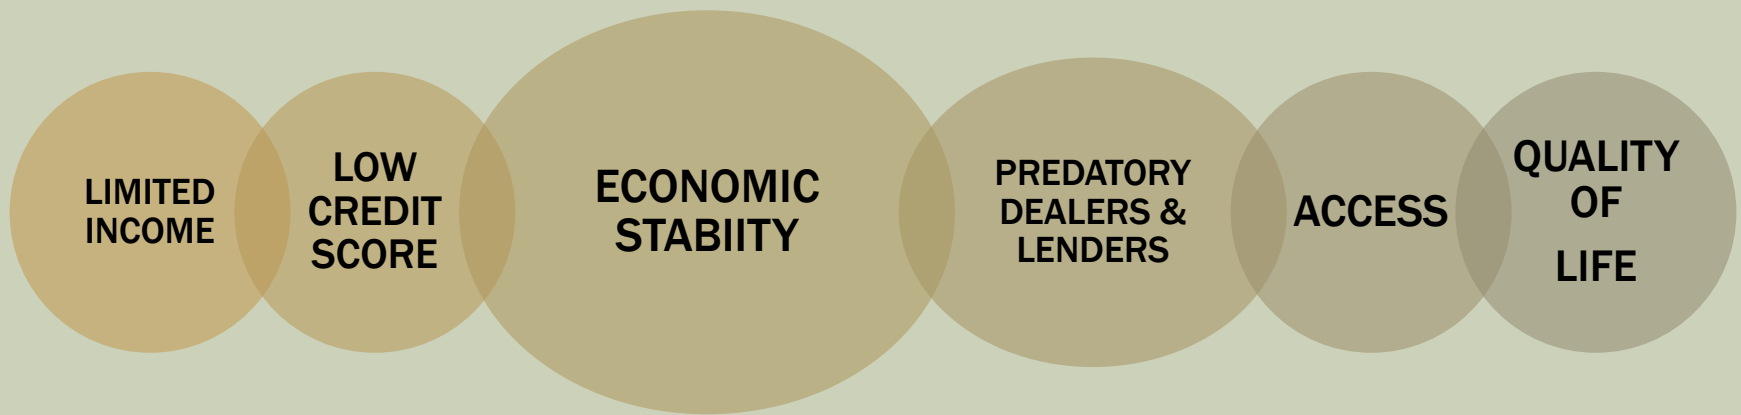 LIMITED
INCOME
LOW
CREDIT
SCORE
ECONOMIC
STABIITY
PREDATORY
DEALERS &
LENDERS
ACCESS
QUALITY
OF
LIFE